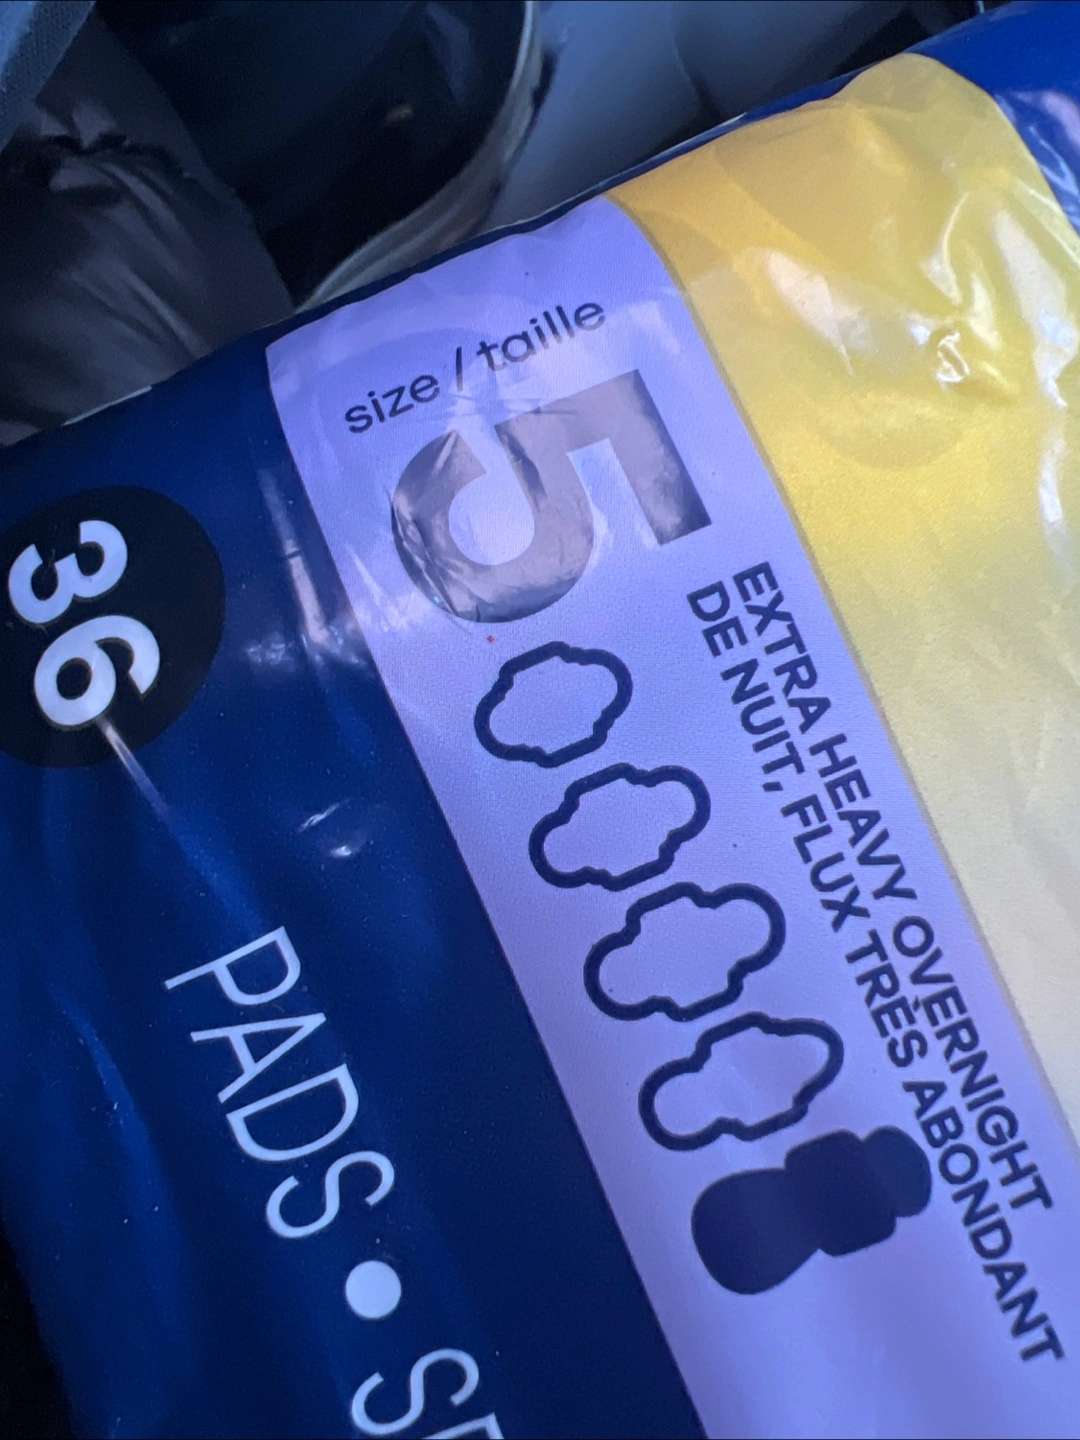 size / taille
5
EXTRA HEAVY OVERNIGHT
DE NUIT, FLUX TRÈS ABONDANT
36
PADS •